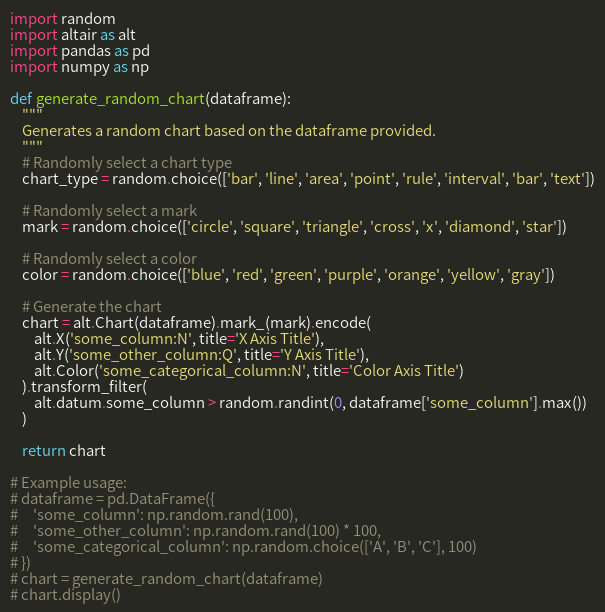 import random
import altair as alt
import pandas as pd
import numpy as np

def generate_random_chart(dataframe):
    """
    Generates a random chart based on the dataframe provided.
    """
    # Randomly select a chart type
    chart_type = random.choice(['bar', 'line', 'area', 'point', 'rule', 'interval', 'bar', 'text'])

    # Randomly select a mark
    mark = random.choice(['circle', 'square', 'triangle', 'cross', 'x', 'diamond', 'star'])

    # Randomly select a color
    color = random.choice(['blue', 'red', 'green', 'purple', 'orange', 'yellow', 'gray'])

    # Generate the chart
    chart = alt.Chart(dataframe).mark_(mark).encode(
        alt.X('some_column:N', title='X Axis Title'),
        alt.Y('some_other_column:Q', title='Y Axis Title'),
        alt.Color('some_categorical_column:N', title='Color Axis Title')
    ).transform_filter(
        alt.datum.some_column > random.randint(0, dataframe['some_column'].max())
    )

    return chart

# Example usage:
# dataframe = pd.DataFrame({
#     'some_column': np.random.rand(100),
#     'some_other_column': np.random.rand(100) * 100,
#     'some_categorical_column': np.random.choice(['A', 'B', 'C'], 100)
# })
# chart = generate_random_chart(dataframe)
# chart.display()